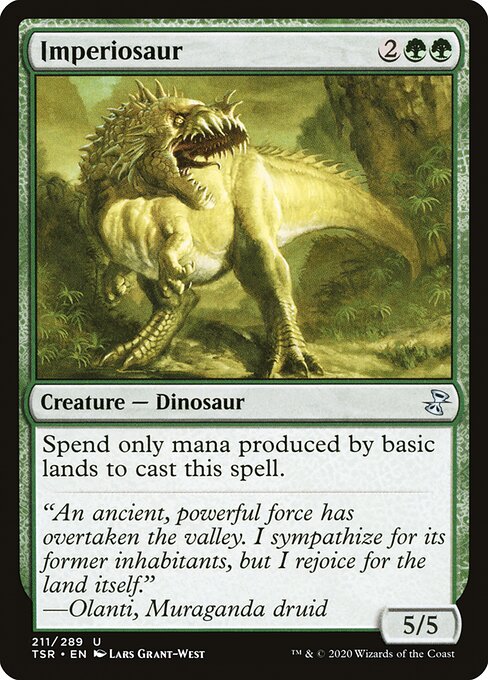 Imperiosaur 2
Creature — Dinosaur
Spend only mana produced by basic
lands to cast this spell.
“An ancient, powerful force has
overtaken the valley. I sympathize for its
former inhabitants, but I rejoice for the
land itself.”
—Olanti, Muraganda druid
5/5
211/289 U
TSR • EN Lars Grant-West
™ & © 2020 Wizards of the Coast